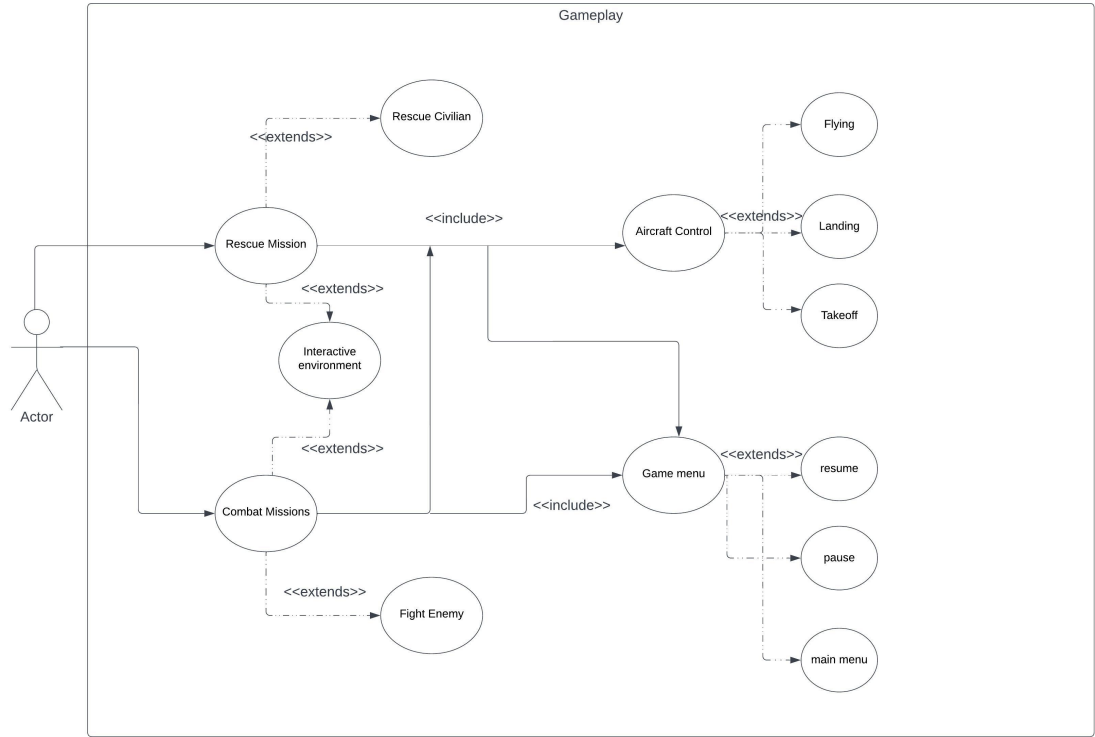 Gameplay
Rescue Civilian
<<extends>>
Flying
<<include>>
<<extends>>
Landing
Aircraft Control
Rescue Mission
<<extends>>
Takeoff
Interactive
environment
Actor
<<extends>>
<<extends>>
resume
Game menu
<<include>>
Combat Missions
pause
<<extends>>
Fight Enemy
main menu